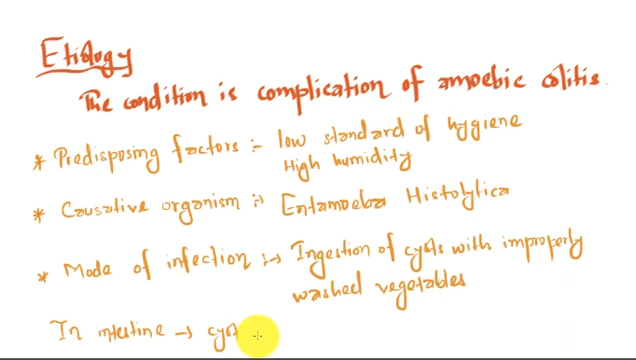 Etiology
The condition is complication of amoebic colitis.
* Predisposing factors :- low standard of hygiene
High humidity
* Causative organism :- Entamoeba Histolytica
* Mode of infection :-> Ingestion of cysts with improperly
washed vegetables
In intestine -> cyst